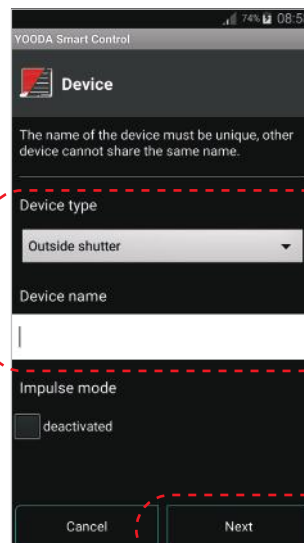 74% 08:5
YOODA Smart Control
Device
The name of the device must be unique, other
device cannot share the same name.
Device type
Outside shutter
Device name
Impulse mode
deactivated
Cancel Next